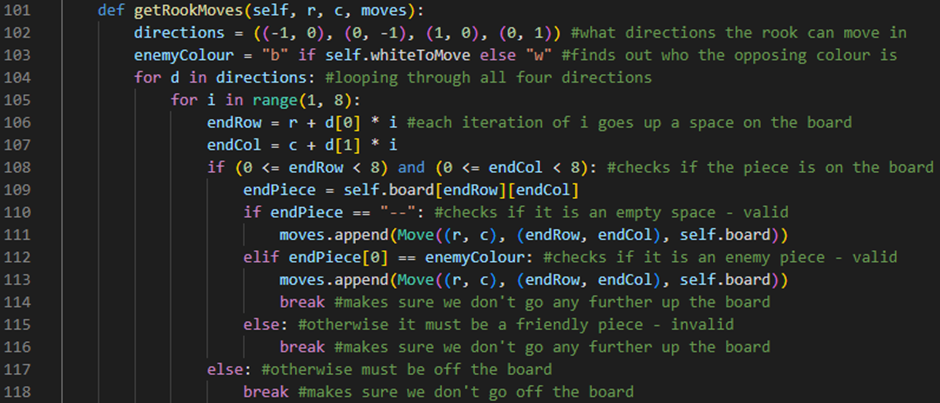 101 def getRookMoves(self, r, c, moves):
102 directions = ((-1, 0), (0, -1), (1, 0), (0, 1)) #what directions the rook can move in
103 enemyColour = "b" if self.whiteToMove else "w" #finds out who the opposing colour is
104 for d in directions: #looping through all four directions
105 for i in range(1, 8):
106 endRow = r + d[0] * i #each iteration of i goes up a space on the board
107 endCol = c + d[1] * i
108 if (0 <= endRow < 8) and (0 <= endCol < 8): #checks if the piece is on the board
109 endPiece = self.board[endRow][endCol]
110 if endPiece == "--": #checks if it is an empty space - valid
111 moves.append(Move((r, c), (endRow, endCol), self.board))
112 elif endPiece[0] == enemyColour: #checks if it is an enemy piece - valid
113 moves.append(Move((r, c), (endRow, endCol), self.board))
114 break #makes sure we don't go any further up the board
115 else: #otherwise it must be a friendly piece - invalid
116 break #makes sure we don't go any further up the board
117 else: #otherwise must be off the board
118 break #makes sure we don't go off the board